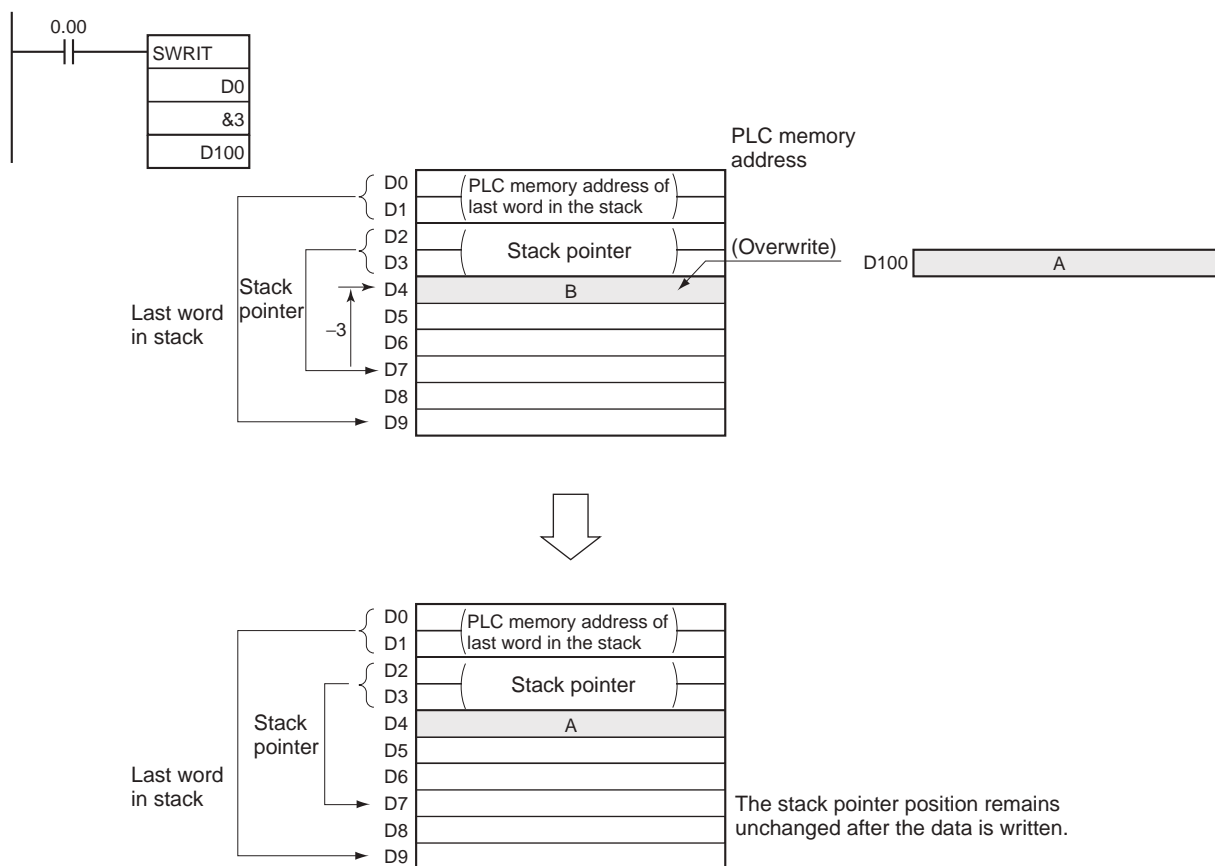 0.00
SWRIT
D0
&3
D100
PLC memory
address
D0
D1
(PLC memory address of
last word in the stack)
D2
D3
(Stack pointer)
(Overwrite)
D100
A
D4
B
Stack
pointer
–3
Last word
in stack
D5
D6
D7
D8
D9
D0
D1
(PLC memory address of
last word in the stack)
D2
D3
(Stack pointer)
D4
A
Stack
pointer
D5
D6
Last word
in stack
D7
D8
D9
The stack pointer position remains
unchanged after the data is written.